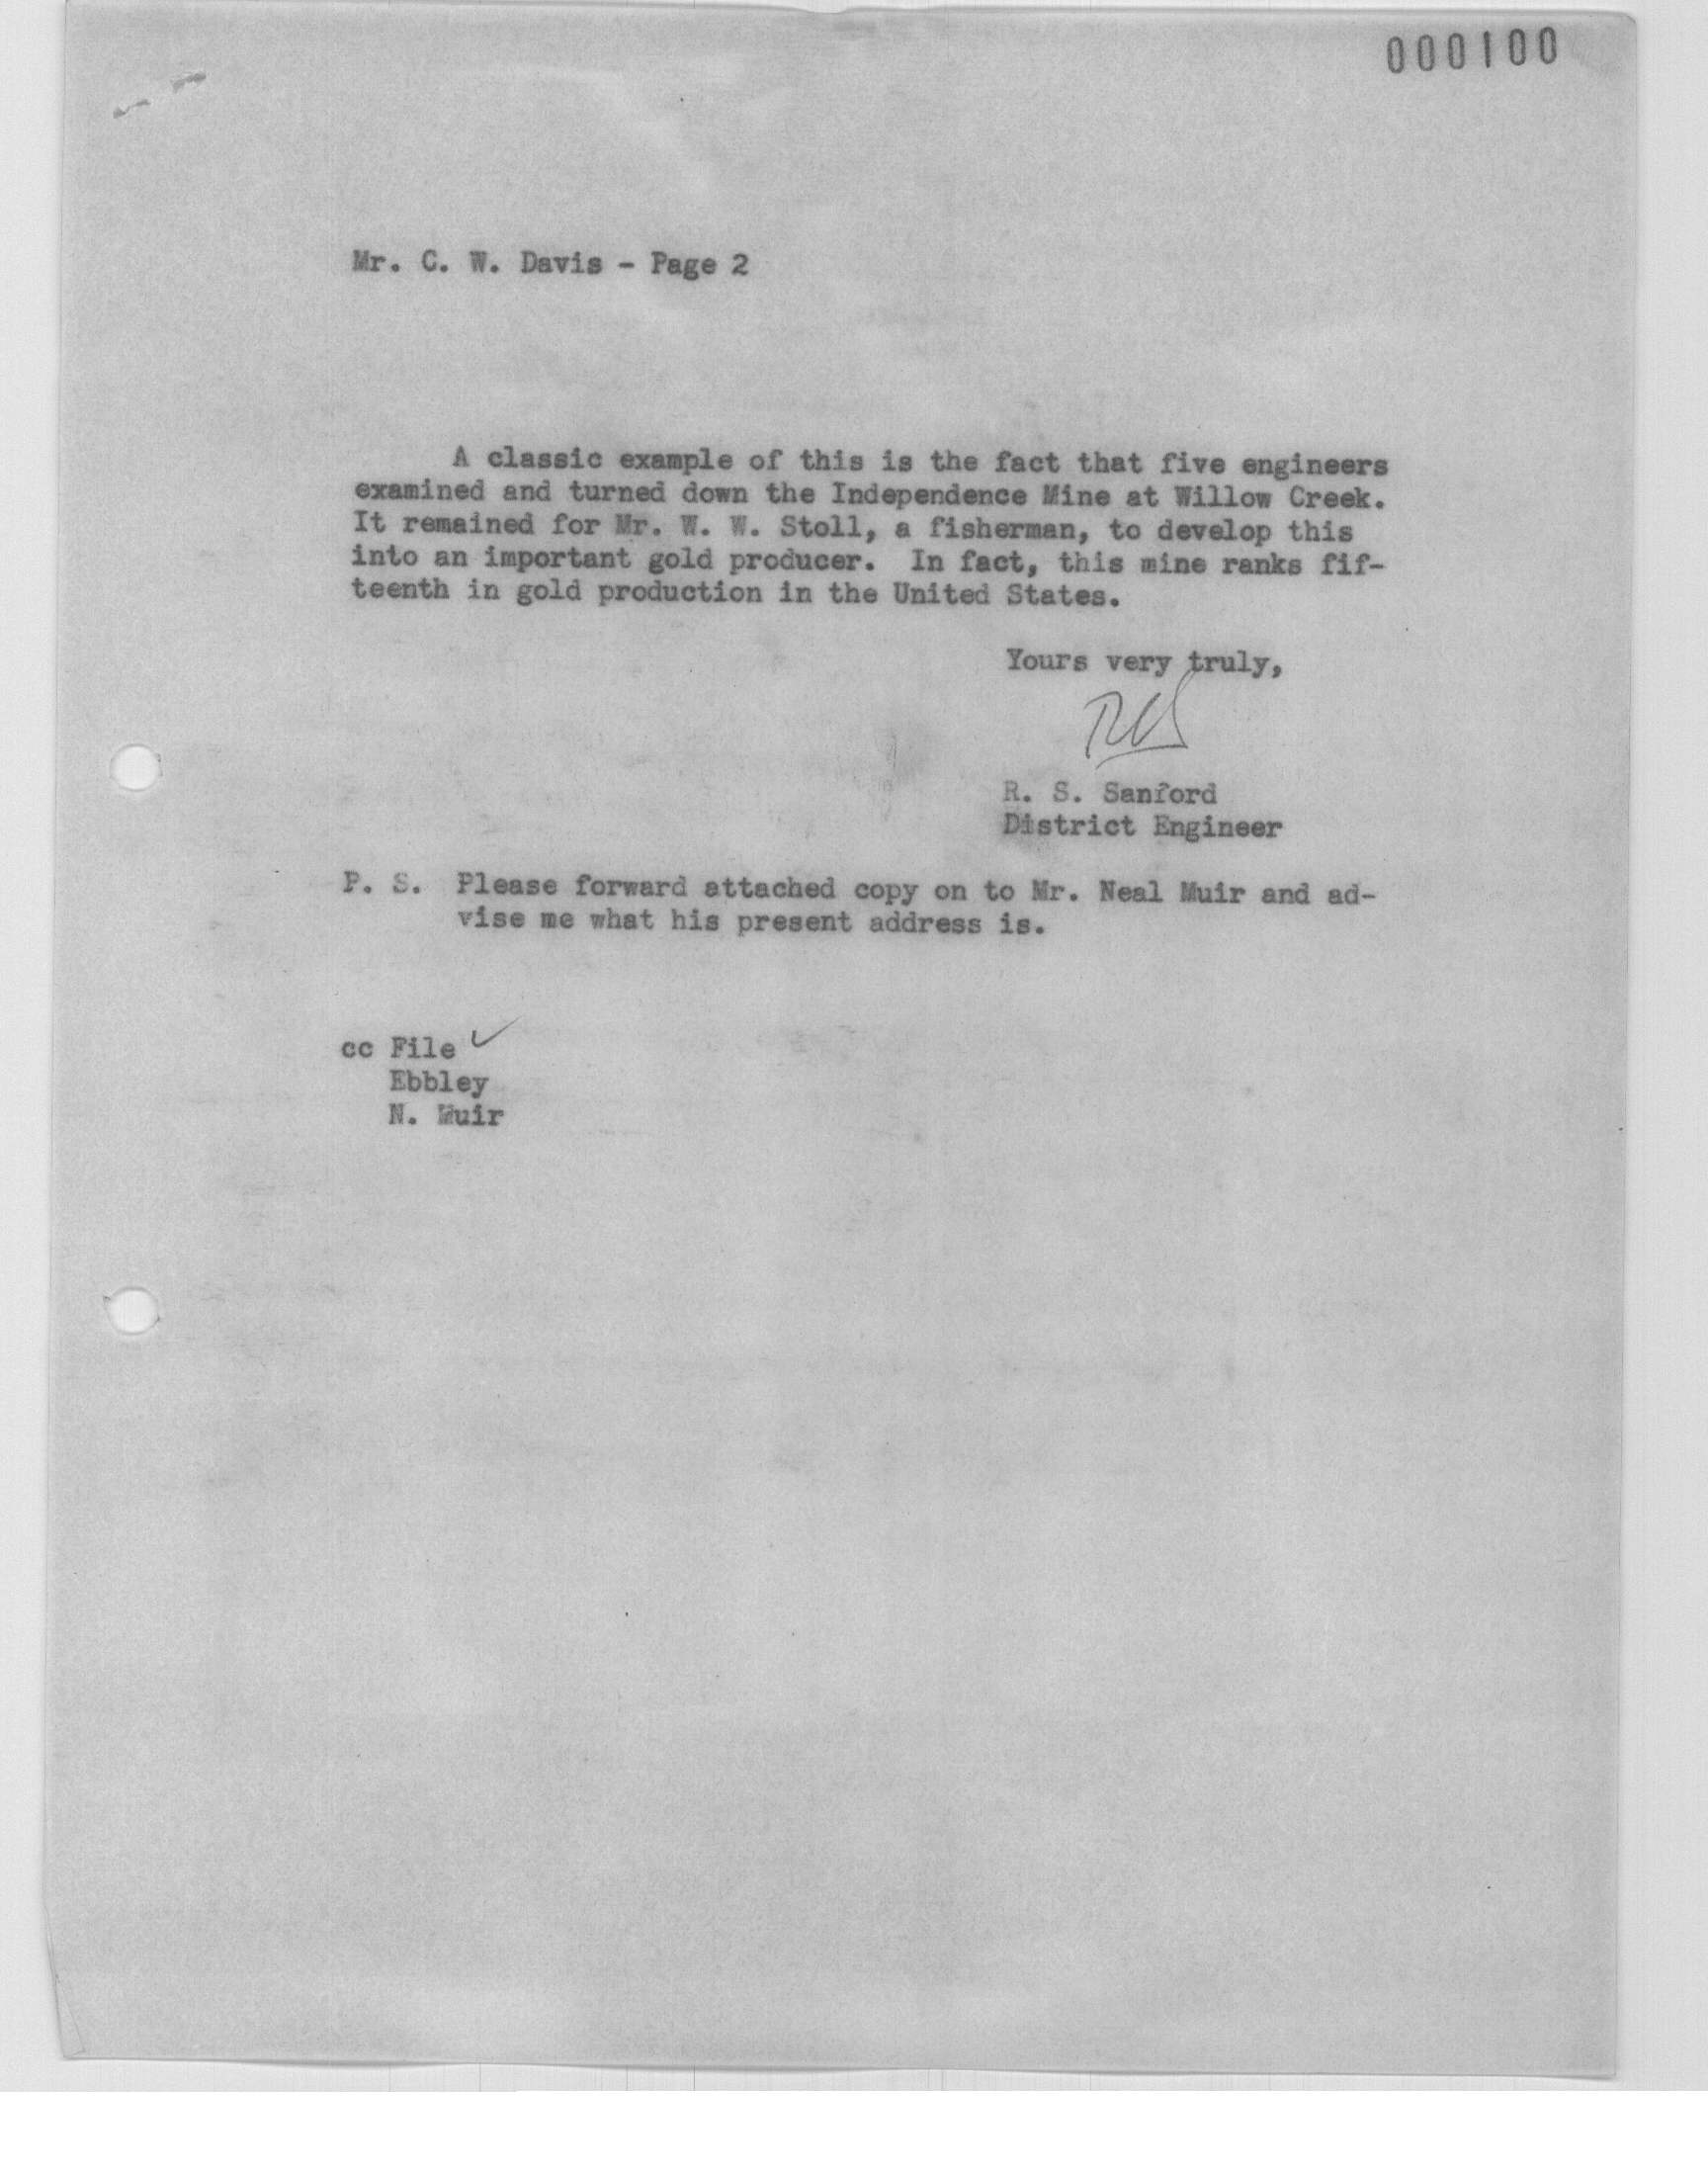 000100
Mr. C. W. Davis - Page 2
A classic example of this is the fact that five engineers
examined and turned down the Independence Mine at Willow Creek.
It remained for Mr. W. W. Stoll, a fisherman, to develop this
into an important gold producer. In fact, this mine ranks fif-
teenth in gold production in the United States.
Yours very truly,
RSS
R. S. Sanford
District Engineer
P. S. Please forward attached copy on to Mr. Neal Muir and ad-
vise me what his present address is.
cc File ✓
Ebbley
N. Muir